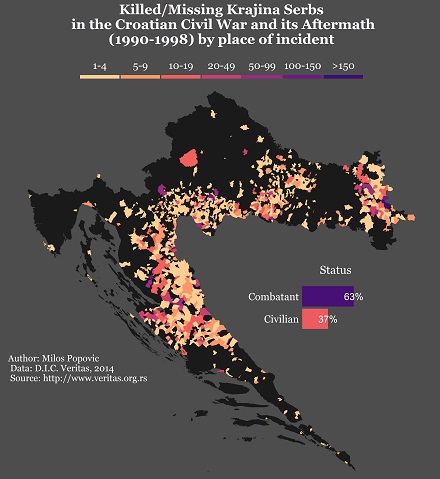 Killed/Missing Krajina Serbs
in the Croatian Civil War and its Aftermath
(1990-1998) by place of incident
1-4 5-9 10-19 20-49 50-99 100-150 >150
Status
Combatant 63%
Civilian 37%
Author: Milos Popovic
Data: D.I.C. Veritas, 2014
Source: http://www.veritas.org.rs